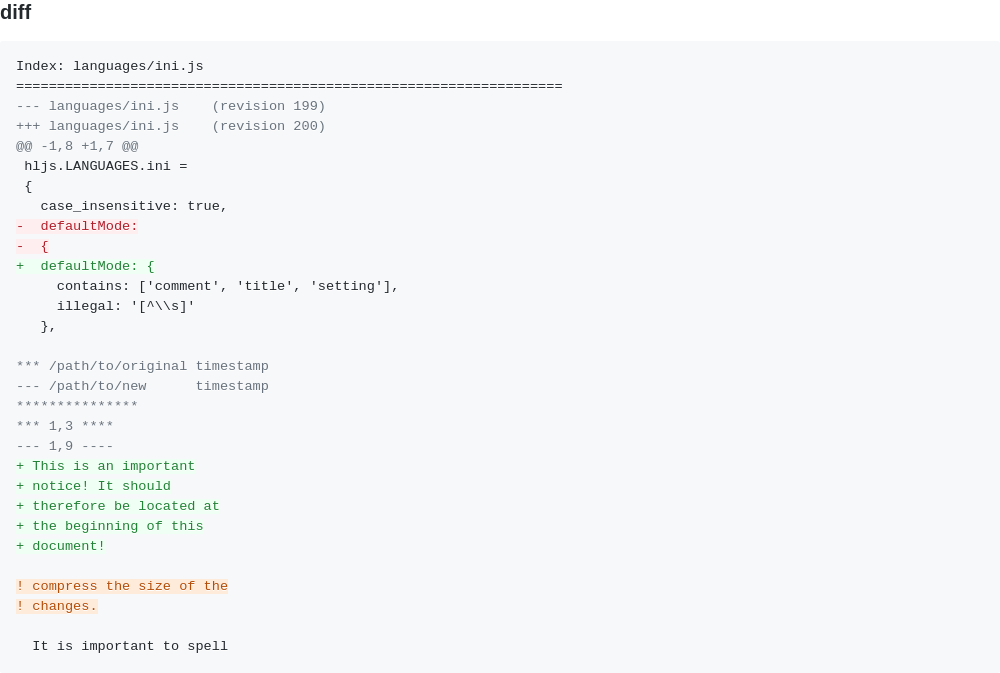 diff
Index: languages/ini.js
===================================================================
--- languages/ini.js    (revision 199)
+++ languages/ini.js    (revision 200)
@@ -1,8 +1,7 @@
 hljs.LANGUAGES.ini =
 {
   case_insensitive: true,
-  defaultMode:
-  {
+  defaultMode: {
     contains: ['comment', 'title', 'setting'],
     illegal: '[^\\s]'
   },

*** /path/to/original timestamp
--- /path/to/new      timestamp
***************
*** 1,3 ****
--- 1,9 ----
+ This is an important
+ notice! It should
+ therefore be located at
+ the beginning of this
+ document!

! compress the size of the
! changes.

  It is important to spell